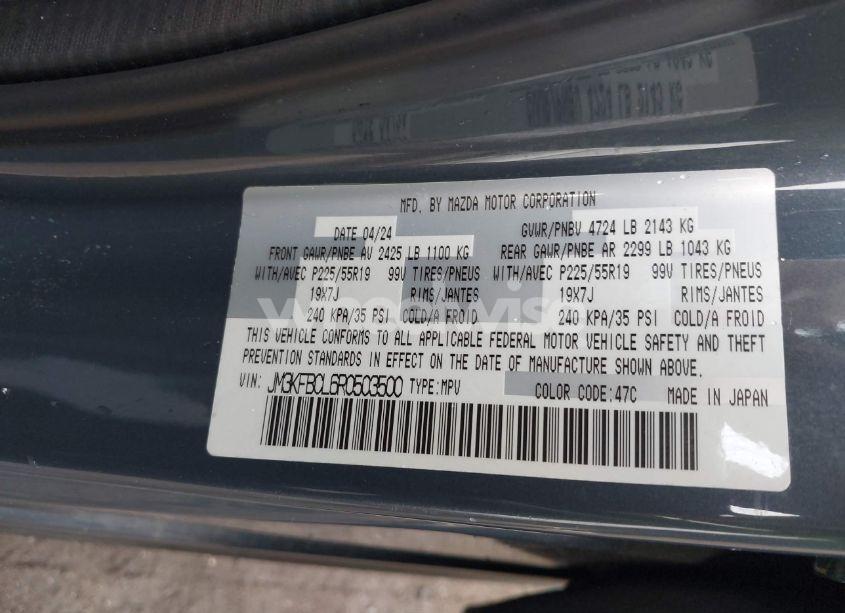 MFD. BY MAZDA MOTOR CORPORATION
DATE 04/24 GVWR/PNBV 4724 LB 2143 KG
FRONT GAWR/PNBE AV 2425 LB 1100 KG REAR GAWR/PNBE AR 2299 LB 1043 KG
WITH/AVEC P225/55R19 99V TIRES/PNEUS WITH/AVEC P225/55R19 99V TIRES/PNEUS
19X7J RIMS/JANTES 19X7J RIMS/JANTES
240 KPA/35 PSI COLD/A FROID 240 KPA/35 PSI COLD/A FROID
THIS VEHICLE CONFORMS TO ALL APPLICABLE FEDERAL MOTOR VEHICLE SAFETY AND THEFT
PREVENTION STANDARDS IN EFFECT ON THE DATE OF MANUFACTURE SHOWN ABOVE.
VIN: JM3KFBCL6R0503500 TYPE:MPV COLOR CODE:47C MADE IN JAPAN